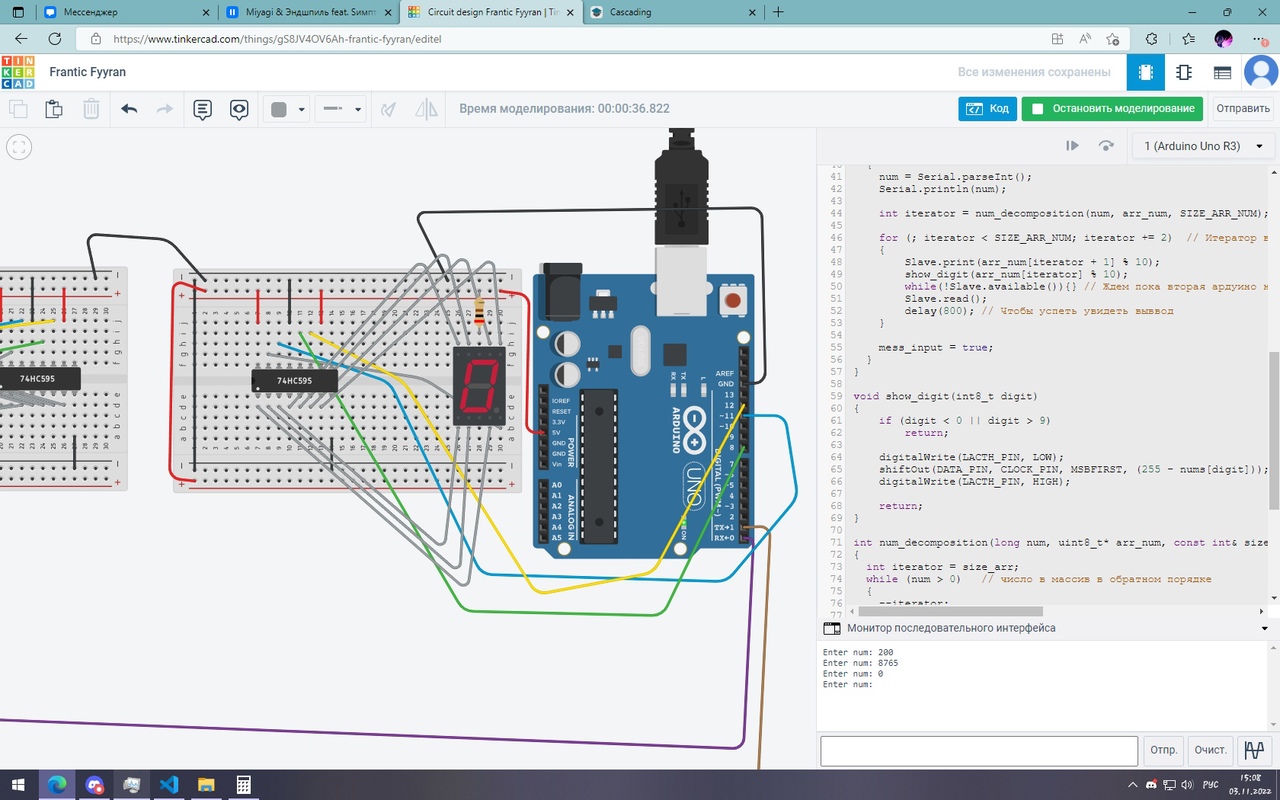 Мессенджер
Miyagi & Эндшпиль feat. Симпт
Circuit design Frantic Fyyran | Tin
Cascading
https://www.tinkercad.com/things/gS8JV4OV6Ah-frantic-fyyran/editel
TIN
KER
CAD
Frantic Fyyran
Все изменения сохранены
Время моделирования: 00:00:36.822
Код
Остановить моделирование
Отправить
1 (Arduino Uno R3)
74HC595
74HC595
IOREF
RESET
3.3V
5V
GND
GND
Vin
POWER
A0
A1
A2
A3
A4
A5
ANALOG IN
AREF
GND
13
12
~11
8
7
4
2
TX→1
RX←0
RX
TX
L
ARDUINO
UNO
ON
DIGITAL (PWM~)
41 num = Serial.parseInt();
42 Serial.println(num);
43
44 int iterator = num_decomposition(num, arr_num, SIZE_ARR_NUM);
45
46 for (; iterator < SIZE_ARR_NUM; iterator += 2) // Итератор в
47 {
48 Slave.print(arr_num[iterator + 1] % 10);
49 show_digit(arr_num[iterator] % 10);
50 while(!Slave.available()){} // Ждем пока вторая ардуино н
51 Slave.read();
52 delay(800); // Чтобы успеть увидеть вывод
53 }
54
55 mess_input = true;
56 }
57 }
58
59 void show_digit(int8_t digit)
60 {
61 if (digit < 0 || digit > 9)
62 return;
63
64 digitalWrite(LACTH_PIN, LOW);
65 shiftOut(DATA_PIN, CLOCK_PIN, MSBFIRST, (255 - nums[digit]));
66 digitalWrite(LACTH_PIN, HIGH);
67
68 return;
69 }
70
71 int num_decomposition(long num, uint8_t* arr_num, const int& size
72 {
73 int iterator = size_arr;
74 while (num > 0) // число в массив в обратном порядке
75 {
76 --iterator;
77
Монитор последовательного интерфейса
Enter num: 200
Enter num: 8765
Enter num: 0
Enter num:
Отпр.
Очист.
РУС
15:08
03.11.2022